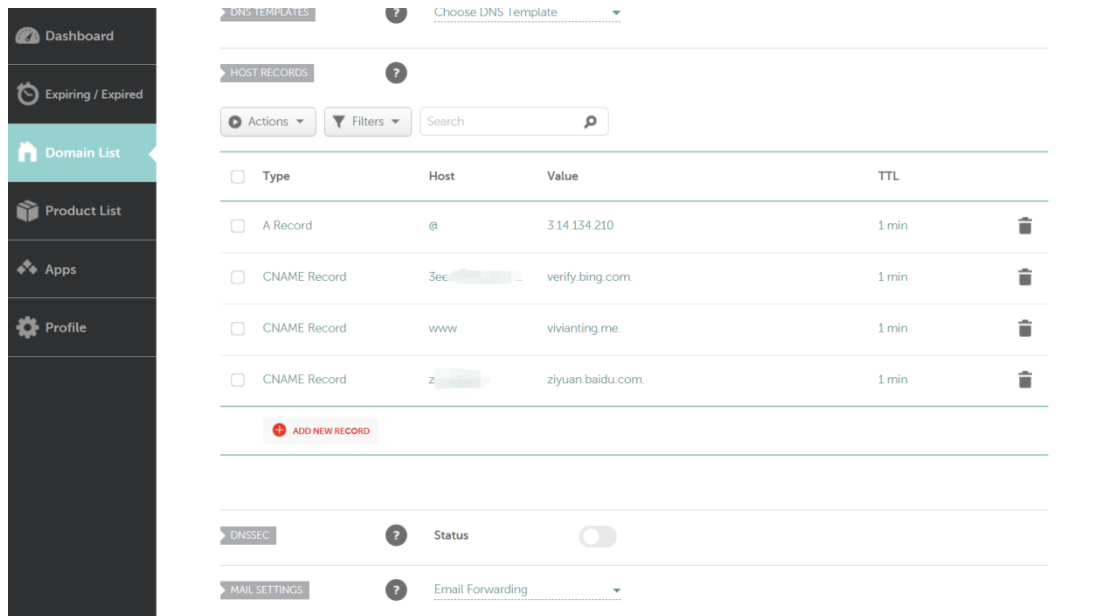 DNS TEMPLATES ? Choose DNS Template
Dashboard
HOST RECORDS ?
Expiring / Expired
Actions Filters Search
Domain List
Type Host Value TTL
Product List
A Record @ 3.14.134.210 1 min
Apps
CNAME Record verify.bing.com. 1 min
Profile
CNAME Record www vivianting.me. 1 min
CNAME Record ziyuan.baidu.com. 1 min
ADD NEW RECORD
DNSSEC ? Status
MAIL SETTINGS ? Email Forwarding